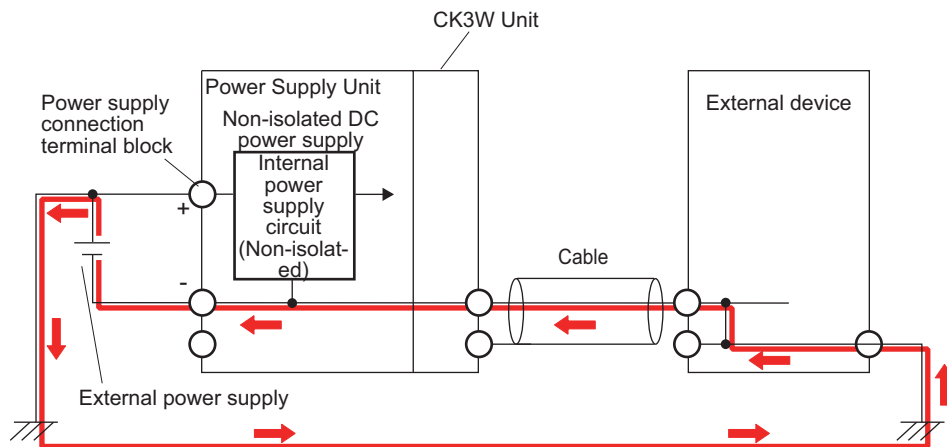 CK3W Unit
Power Supply Unit
External device
Power supply
connection
terminal block
Non-isolated DC
power supply
Internal
power
supply
circuit
(Non-isolat-
ed)
+
-
Cable
External power supply